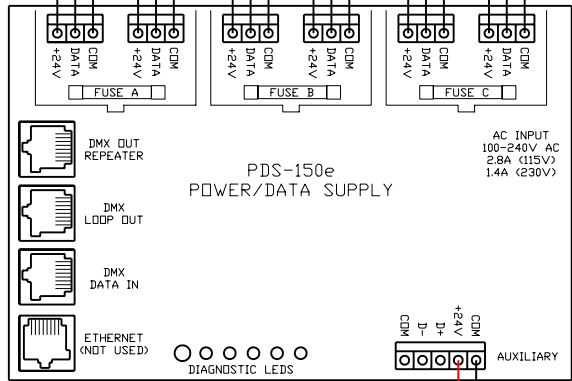 +24V DATA COM +24V DATA COM
+24V DATA COM +24V DATA COM
+24V DATA COM +24V DATA COM
FUSE A
FUSE B
FUSE C
DMX OUT
REPEATER
AC INPUT
100-240V AC
2.8A (115V)
1.4A (230V)
PDS-150e
POWER/DATA SUPPLY
DMX
LOOP OUT
DMX
DATA IN
ETHERNET
(NOT USED)
DIAGNOSTIC LEDS
COM D- D+ +24V COM
AUXILIARY